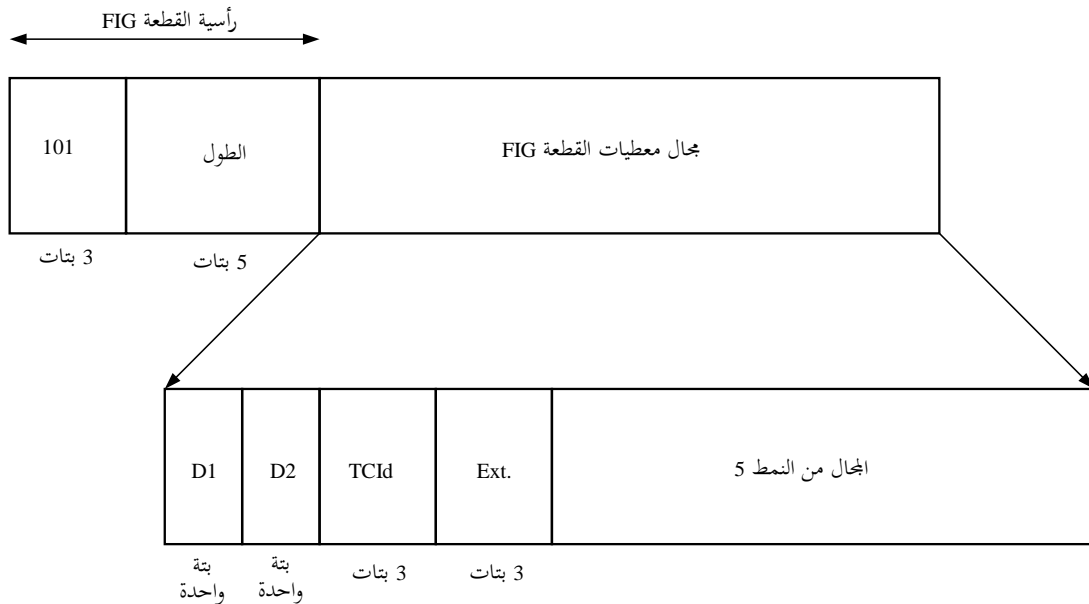 رأسية القطعة FIG
101
الطول
مجال معطيات القطعة FIG
3 بتات
5 بتات
D1
D2
TCId
Ext.
المجال من النمط 5
بتة
واحدة
بتة
واحدة
3 بتات
3 بتات